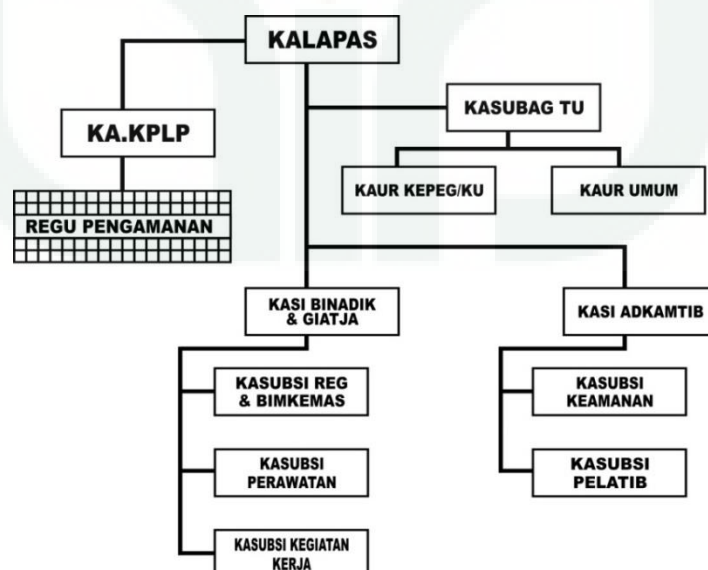 KALAPAS
KASUBAG TU
KA.KPLP
KAUR KEPEG/KU
KAUR UMUM
REGU PENGAMANAN
KASI BINADIK
& GIATJA
KASI ADKAMTIB
KASUBSI REG
& BIMKEMAS
KASUBSI
KEAMANAN
KASUBSI
PERAWATAN
KASUBSI
PELATIB
KASUBSI KEGIATAN
KERJA